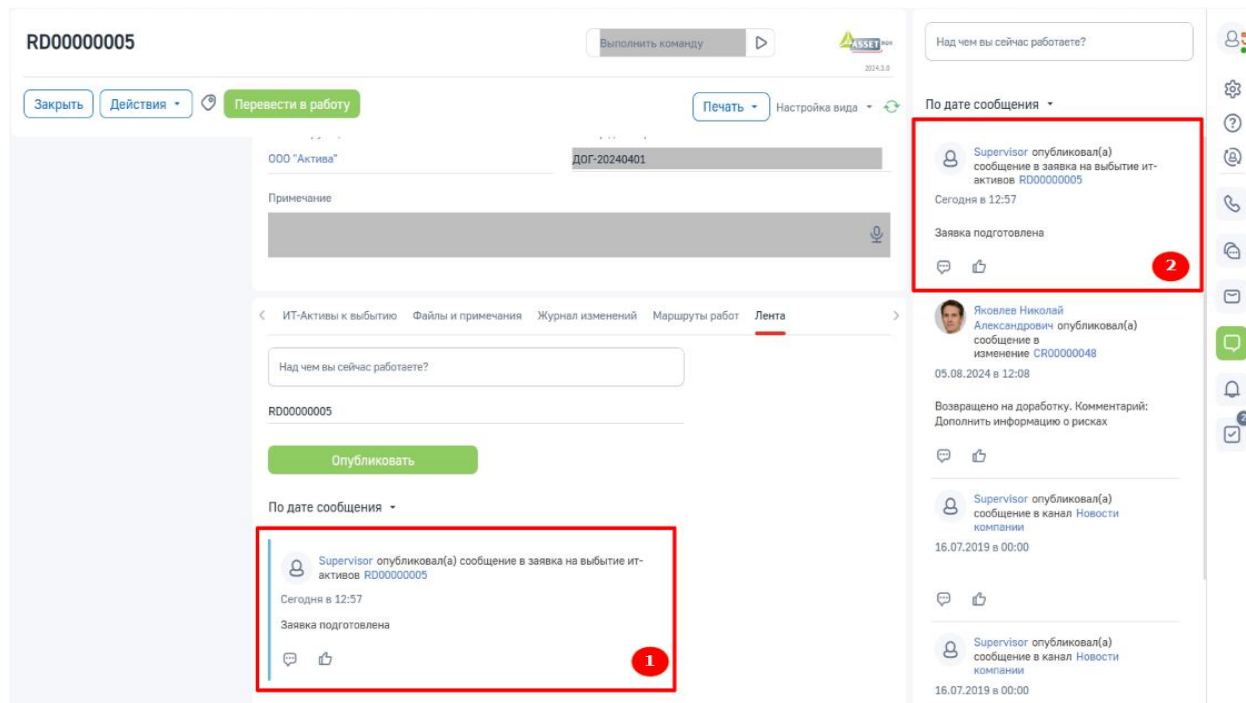 RD00000005
Выполнить команду
ASSET BOX
2024.3.0
Закрыть
Действия
Перевести в работу
Печать
Настройка вида
ООО "Актива"
ДОГ-20240401
Примечание
ИТ-Активы к выбытию Файлы и примечания Журнал изменений Маршруты работ Лента
Над чем вы сейчас работаете?
RD00000005
Опубликовать
По дате сообщения
Supervisor опубликовал(а) сообщение в заявка на выбытие ит-
активов RD00000005
Сегодня в 12:57
Заявка подготовлена
1
Над чем вы сейчас работаете?
По дате сообщения
Supervisor опубликовал(а)
сообщение в заявка на выбытие ит-
активов RD00000005
Сегодня в 12:57
Заявка подготовлена
2
Яковлев Николай
Александрович опубликовал(а)
сообщение в
изменение CR00000048
05.08.2024 в 12:08
Возвращено на доработку. Комментарий:
Дополнить информацию о рисках
Supervisor опубликовал(а)
сообщение в канал Новости
компании
16.07.2019 в 00:00
Supervisor опубликовал(а)
сообщение в канал Новости
компании
16.07.2019 в 00:00
2